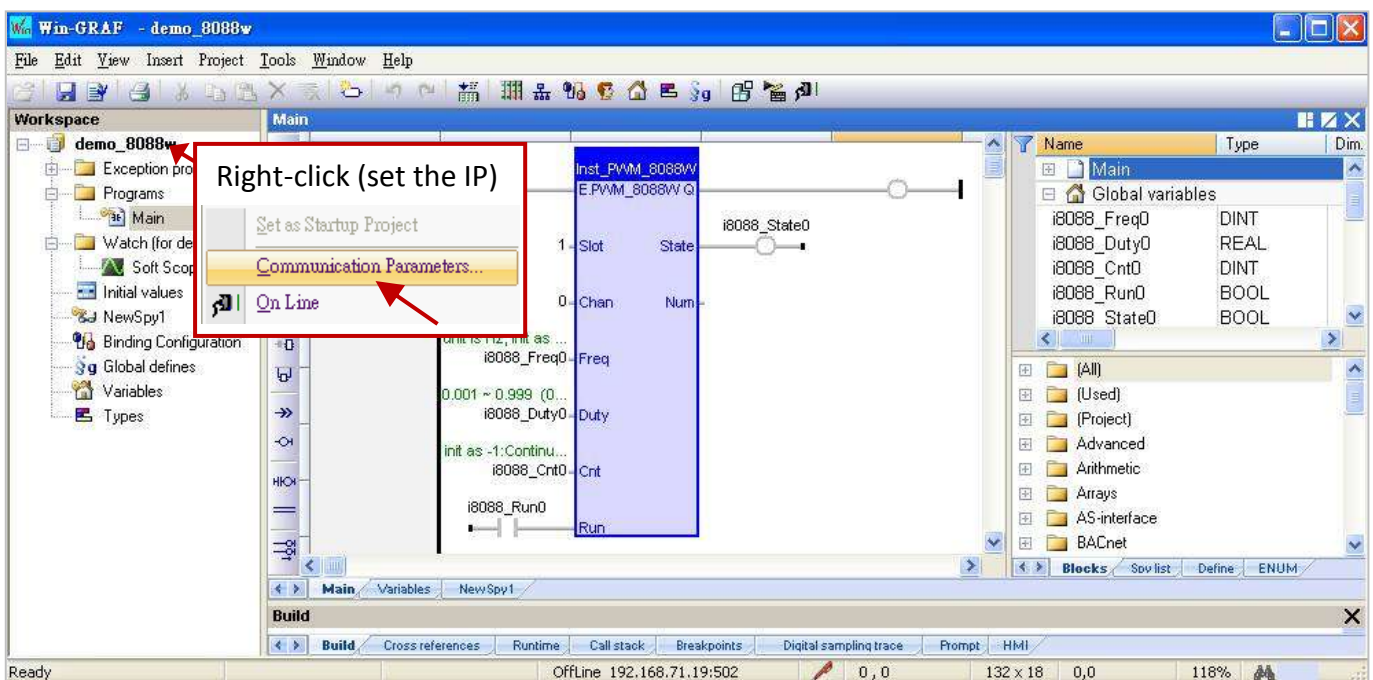 Win-GRAF - demo_8088w
File Edit View Insert Project Tools Window Help
Workspace
demo_8088w
Exception pro
Programs
Main
Watch (for de
Soft Scop
Initial values
NewSpy1
Binding Configuration
Global defines
Variables
Types
Right-click (set the IP)
Set as Startup Project
Communication Parameters...
On Line
Main
Inst_PWM_8088W
E.PWM_8088W Q
i8088_State0
1 Slot State
0 Chan Num
unit is Hz, init as ...
i8088_Freq0 Freq
0.001 ~ 0.999 (0...
i8088_Duty0 Duty
init as -1:Continu...
i8088_Cnt0 Cnt
i8088_Run0
Run
Name Type Dim.
Main
Global variables
i8088_Freq0 DINT
i8088_Duty0 REAL
i8088_Cnt0 DINT
i8088_Run0 BOOL
i8088_State0 BOOL
(All)
(Used)
(Project)
Advanced
Arithmetic
Arrays
AS-interface
BACnet
Blocks Spy list Define ENUM
Main Variables NewSpy1
Build
Build Cross references Runtime Call stack Breakpoints Digital sampling trace Prompt HMI
Ready OffLine 192.168.71.19:502 0 , 0 132 x 18 0,0 118%